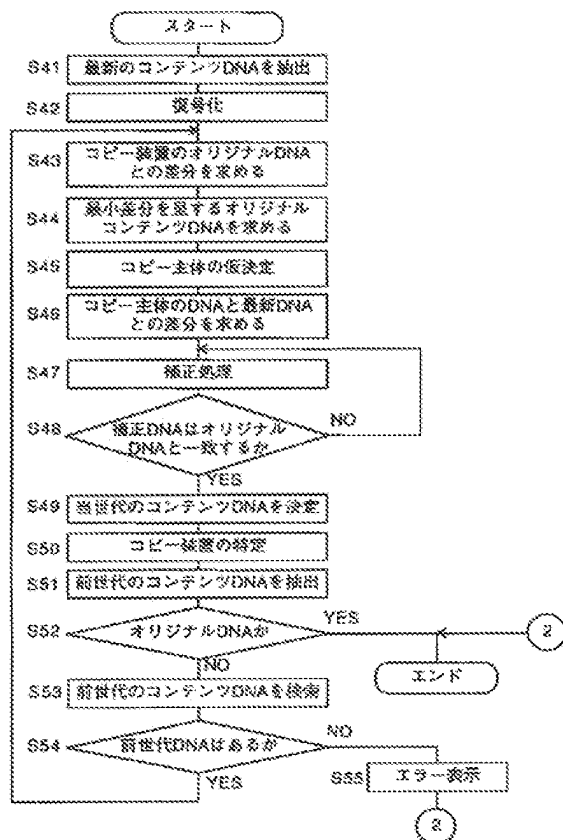 スタート
S41 最新のコンテンツDNAを抽出
S42 復号化
S43 コピー装置のオリジナルDNA
との差分を求める
S44 最小差分を呈するオリジナル
コンテンツDNAを求める
S45 コピー主体の仮決定
S46 コピー主体のDNAと最新DNA
との差分を求める
S47 補正処理
S48 補正DNAはオリジナル
DNAと一致するか
NO
YES
S49 当世代のコンテンツDNAを決定
S50 コピー装置の特定
S51 前世代のコンテンツDNAを抽出
S52 オリジナルDNAか
YES
2
エンド
NO
S53 前世代のコンテンツDNAを検索
S54 前世代DNAはあるか
NO
YES
S55 エラー表示
2